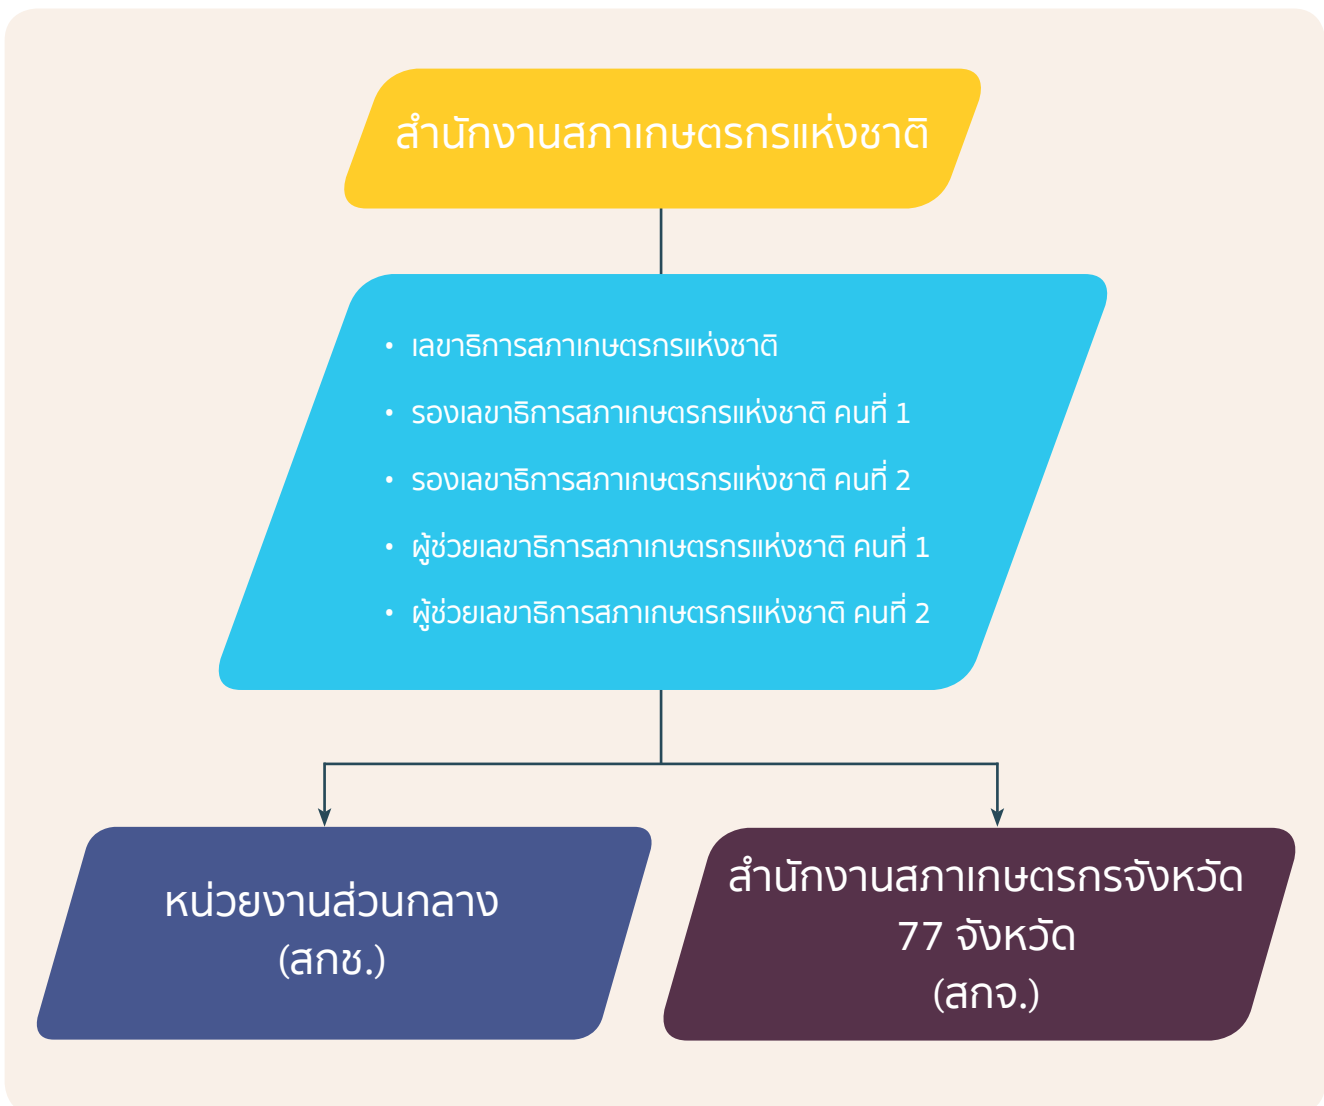 สำนักงานสภาเกษตรกรแห่งชาติ
• เลขาธิการสภาเกษตรกรแห่งชาติ
• รองเลขาธิการสภาเกษตรกรแห่งชาติ คนที่ 1
• รองเลขาธิการสภาเกษตรกรแห่งชาติ คนที่ 2
• ผู้ช่วยเลขาธิการสภาเกษตรกรแห่งชาติ คนที่ 1
• ผู้ช่วยเลขาธิการสภาเกษตรกรแห่งชาติ คนที่ 2
หน่วยงานส่วนกลาง
(สกช.)
สำนักงานสภาเกษตรกรจังหวัด
77 จังหวัด
(สกจ.)